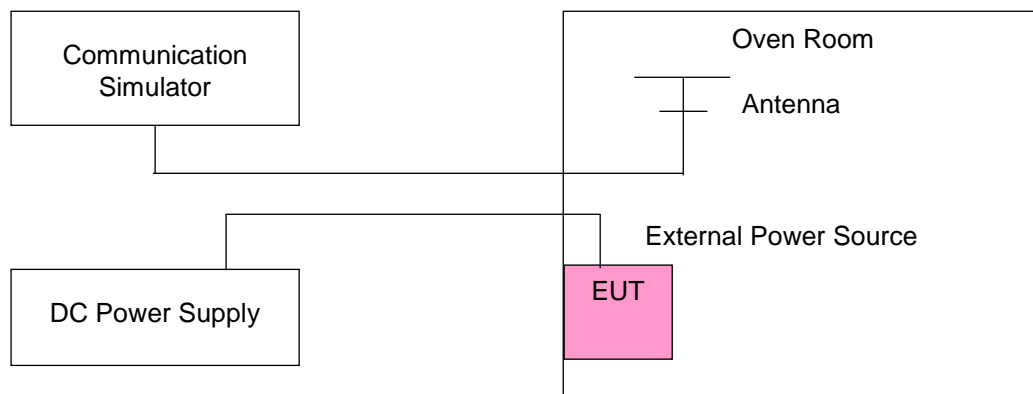 Communication
Simulator
Oven Room
Antenna
External Power Source
DC Power Supply
EUT